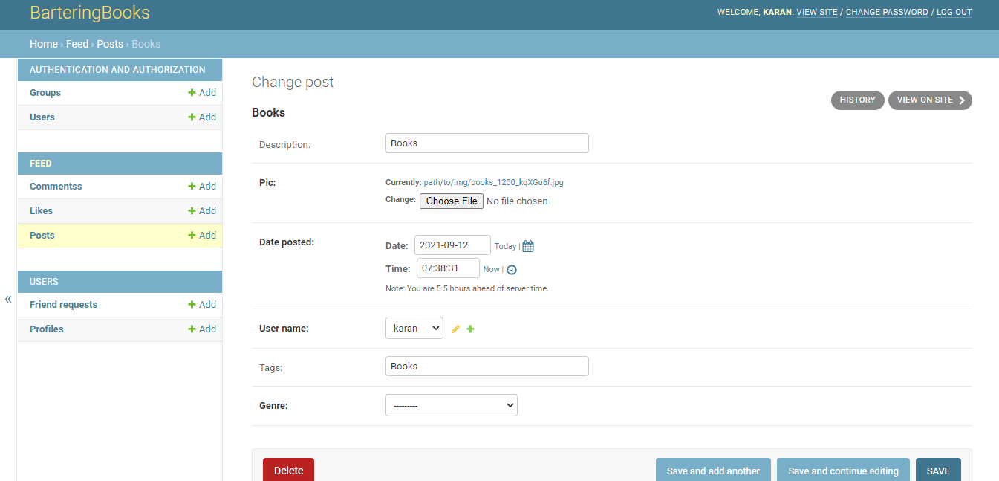 BarteringBooks
WELCOME, KARAN. VIEW SITE / CHANGE PASSWORD / LOG OUT
Home › Feed › Posts › Books
AUTHENTICATION AND AUTHORIZATION
Groups + Add
Users + Add
FEED
Commentss + Add
Likes + Add
Posts + Add
USERS
Friend requests + Add
Profiles + Add
«
Change post
HISTORY
VIEW ON SITE
Books
Description: Books
Pic: Currently: path/to/img/books_1200_kqXGu6f.jpg
Change: Choose File No file chosen
Date posted: Date: 2021-09-12 Today |
Time: 07:38:31 Now |
Note: You are 5.5 hours ahead of server time.
User name: karan
Tags: Books
Genre: ---------
Delete
Save and add another
Save and continue editing
SAVE